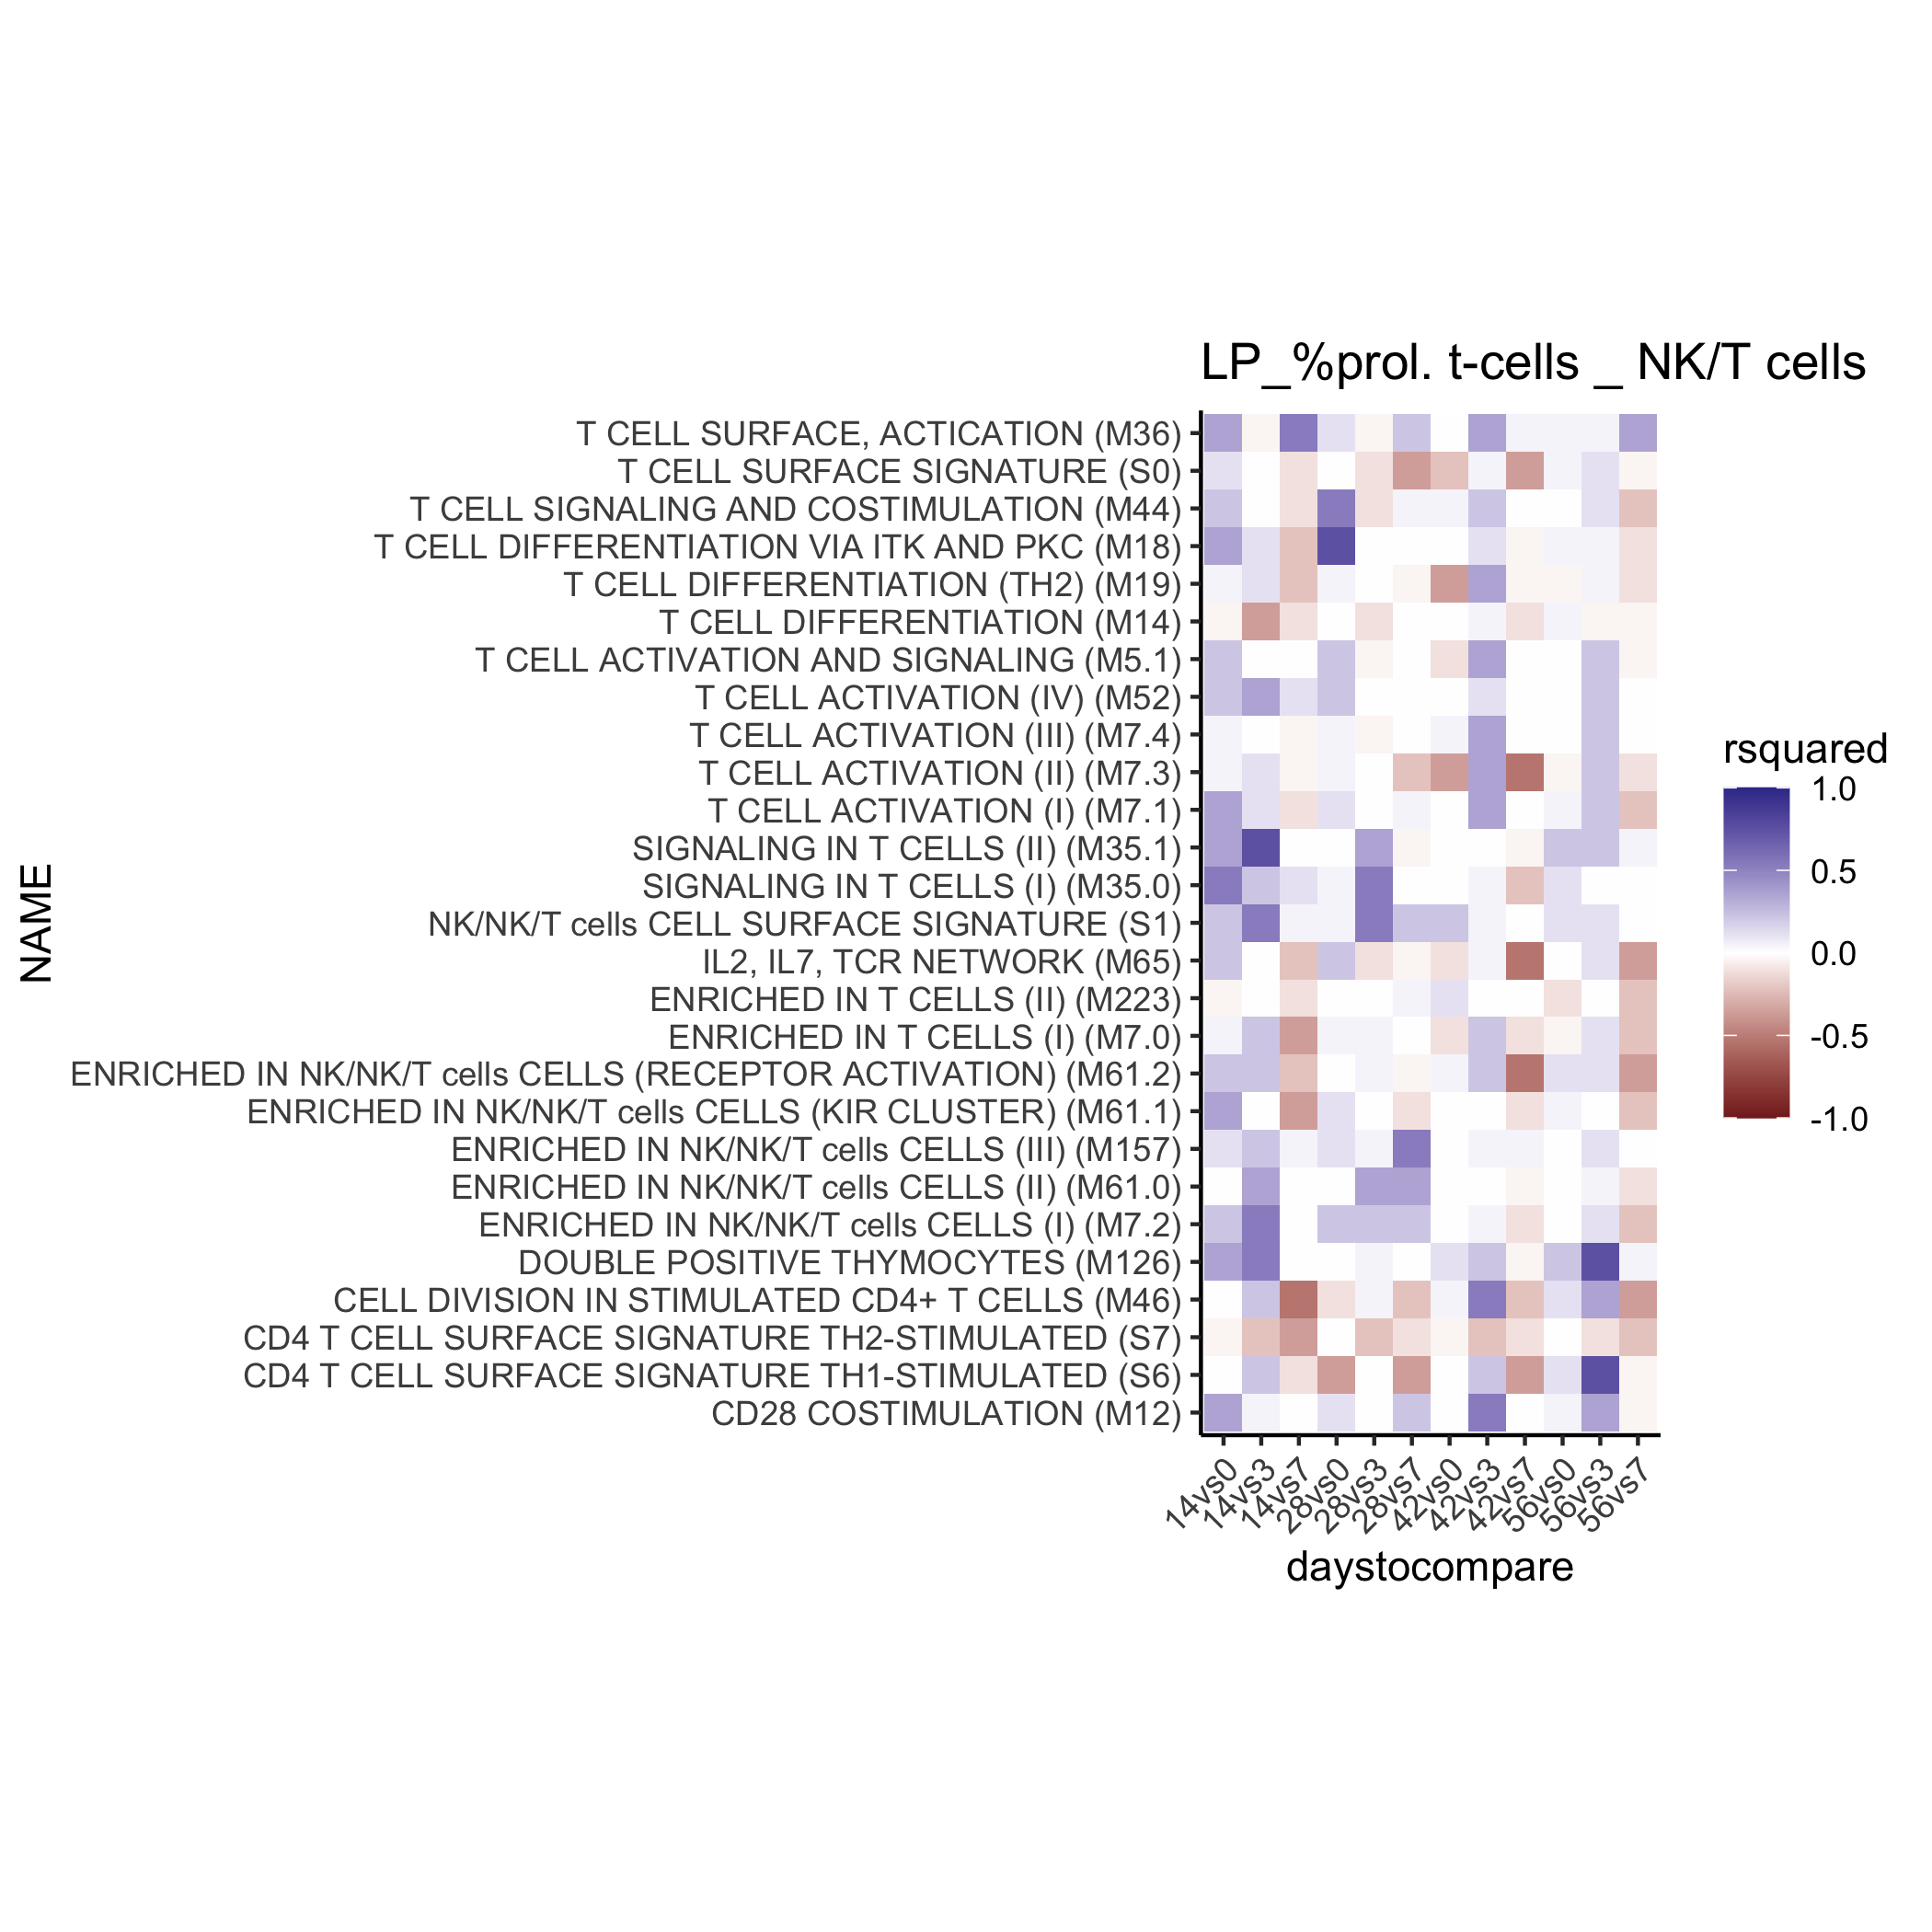 LP_%prol. t-cells _ NK/T cells
NAME
T CELL SURFACE, ACTICATION (M36)
T CELL SURFACE SIGNATURE (S0)
T CELL SIGNALING AND COSTIMULATION (M44)
T CELL DIFFERENTIATION VIA ITK AND PKC (M18)
T CELL DIFFERENTIATION (TH2) (M19)
T CELL DIFFERENTIATION (M14)
T CELL ACTIVATION AND SIGNALING (M5.1)
T CELL ACTIVATION (IV) (M52)
T CELL ACTIVATION (III) (M7.4)
T CELL ACTIVATION (II) (M7.3)
T CELL ACTIVATION (I) (M7.1)
SIGNALING IN T CELLS (II) (M35.1)
SIGNALING IN T CELLS (I) (M35.0)
NK/NK/T cells CELL SURFACE SIGNATURE (S1)
IL2, IL7, TCR NETWORK (M65)
ENRICHED IN T CELLS (II) (M223)
ENRICHED IN T CELLS (I) (M7.0)
ENRICHED IN NK/NK/T cells CELLS (RECEPTOR ACTIVATION) (M61.2)
ENRICHED IN NK/NK/T cells CELLS (KIR CLUSTER) (M61.1)
ENRICHED IN NK/NK/T cells CELLS (III) (M157)
ENRICHED IN NK/NK/T cells CELLS (II) (M61.0)
ENRICHED IN NK/NK/T cells CELLS (I) (M7.2)
DOUBLE POSITIVE THYMOCYTES (M126)
CELL DIVISION IN STIMULATED CD4+ T CELLS (M46)
CD4 T CELL SURFACE SIGNATURE TH2-STIMULATED (S7)
CD4 T CELL SURFACE SIGNATURE TH1-STIMULATED (S6)
CD28 COSTIMULATION (M12)
14vs0
14vs3
14vs7
28vs0
28vs3
28vs7
42vs0
42vs3
42vs7
56vs0
56vs3
56vs7
daystocompare
rsquared
1.0
0.5
0.0
-0.5
-1.0